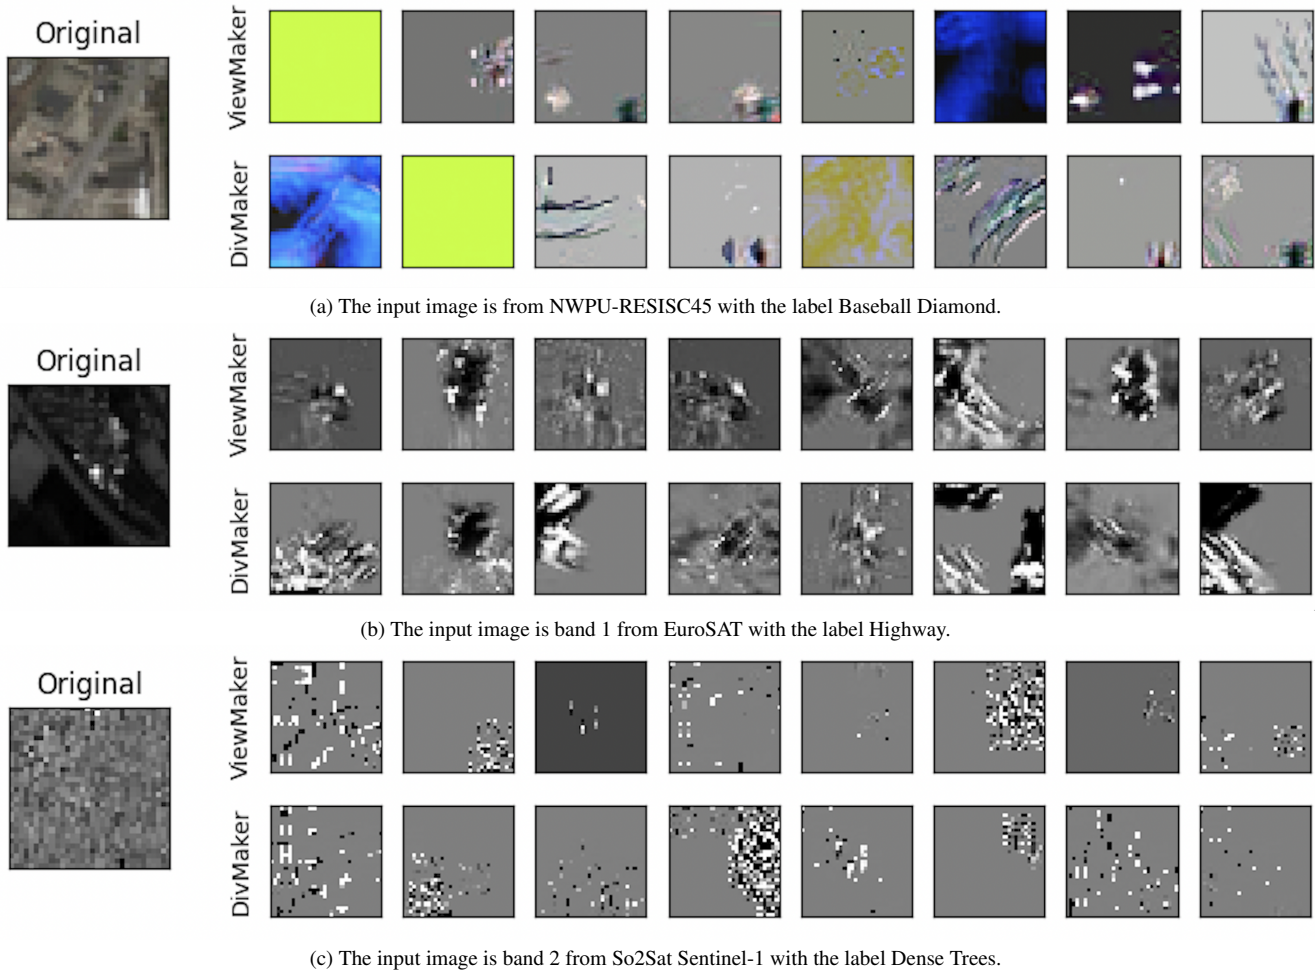 Original
ViewMaker
DivMaker
(a) The input image is from NWPU-RESISC45 with the label Baseball Diamond.
Original
ViewMaker
DivMaker
(b) The input image is band 1 from EuroSAT with the label Highway.
Original
ViewMaker
DivMaker
(c) The input image is band 2 from So2Sat Sentinel-1 with the label Dense Trees.